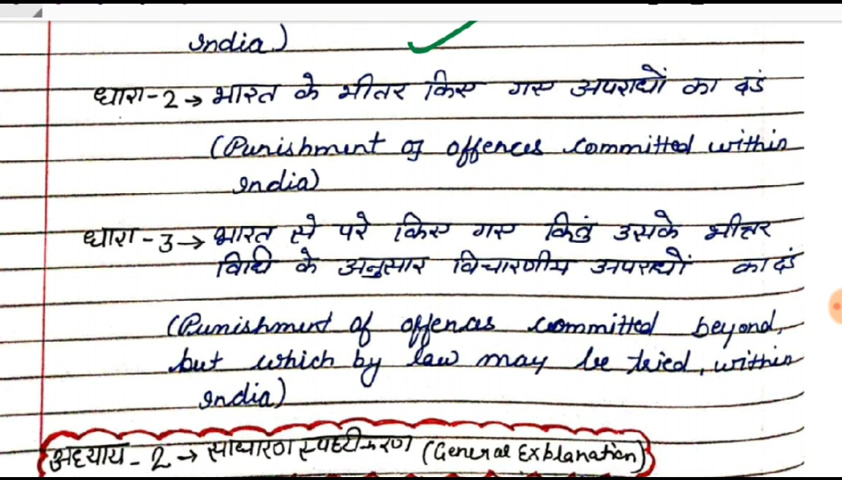 India)
धारा-2→ भारत के भीतर किए गए अपराधों का दंड
(Punishment of offences committed within
India)
धारा-3→ भारत से परे किए गए किंतु उसके भीतर
विधि के अनुसार विचारणीय अपराधों का दंड
(Punishment of offences committed beyond,
but which by law may be tried, within
India)
अध्याय-2→ साधारण स्पष्टीकरण (General Explanation)